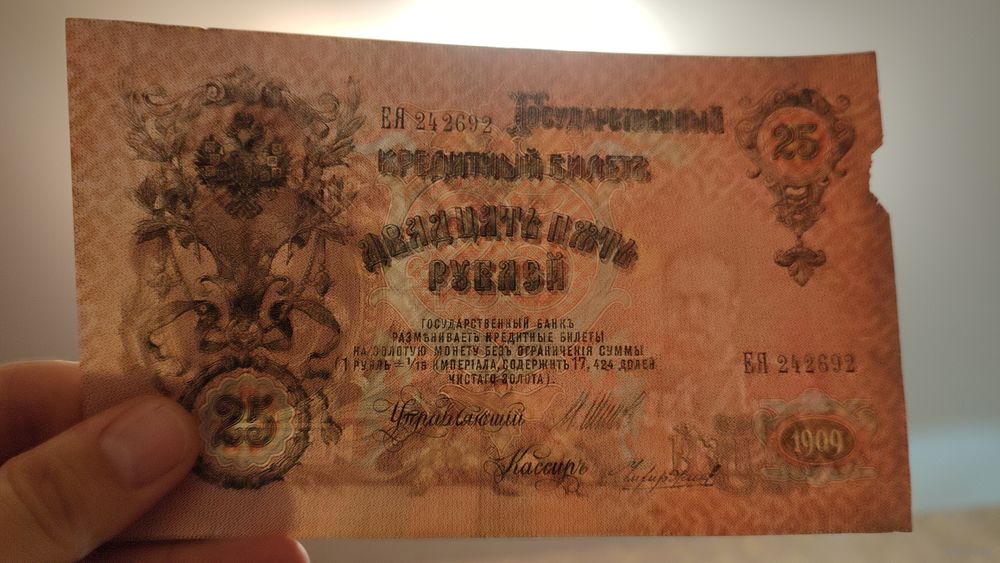 ЕЯ 242692 Государственный 25
Кредитный Билетъ
Двадцать пять
рублей
ГОСУДАРСТВЕННЫЙ БАНКЪ
РАЗМѢНИВАЕТЪ КРЕДИТНЫЕ БИЛЕТЫ
НА ЗОЛОТУЮ МОНЕТУ БЕЗЪ ОГРАНИЧЕНІЯ СУММЫ
(1 РУБЛЬ = 1/15 ИМПЕРІАЛА, СОДЕРЖИТЪ 17,424 ДОЛЕЙ
ЧИСТАГО ЗОЛОТА).
ЕЯ 242692
25
Управляющій
1909
Кассиръ